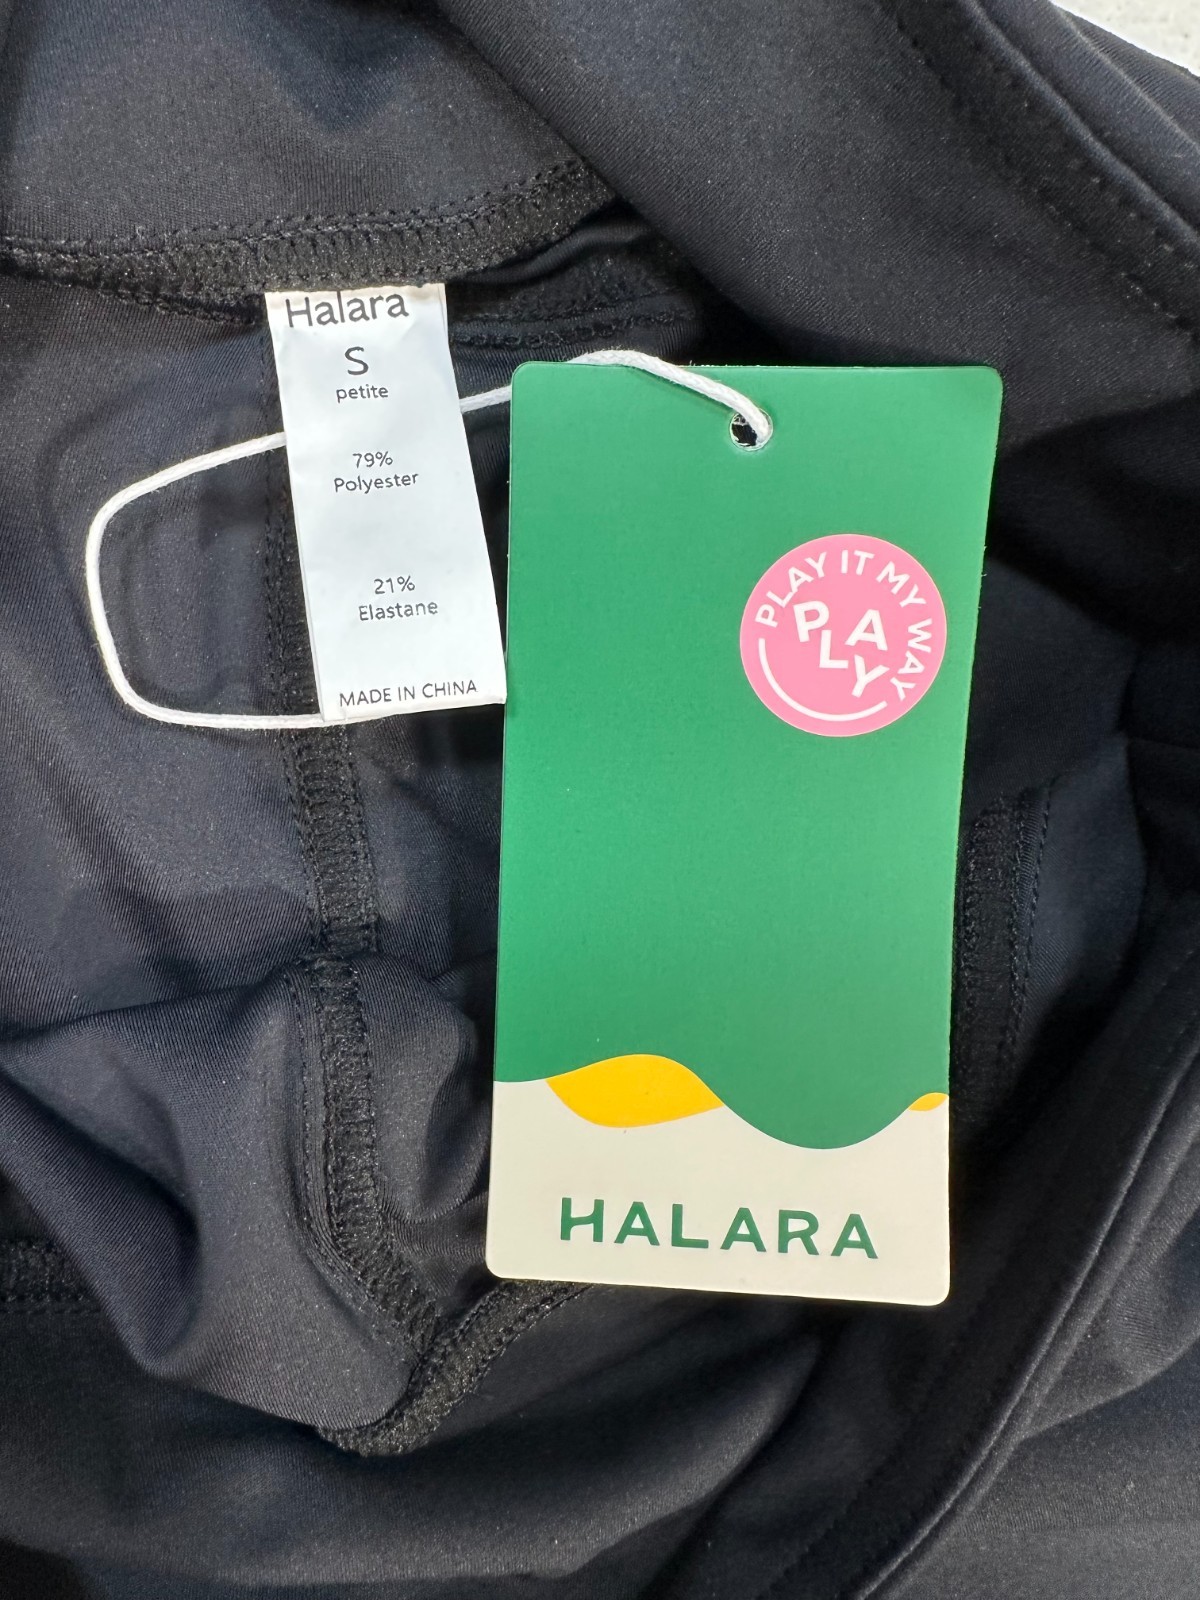 Halara
S
petite
79%
Polyester
21%
Elastane
MADE IN CHINA
PLAY IT MY WAY
PLAY
HALARA